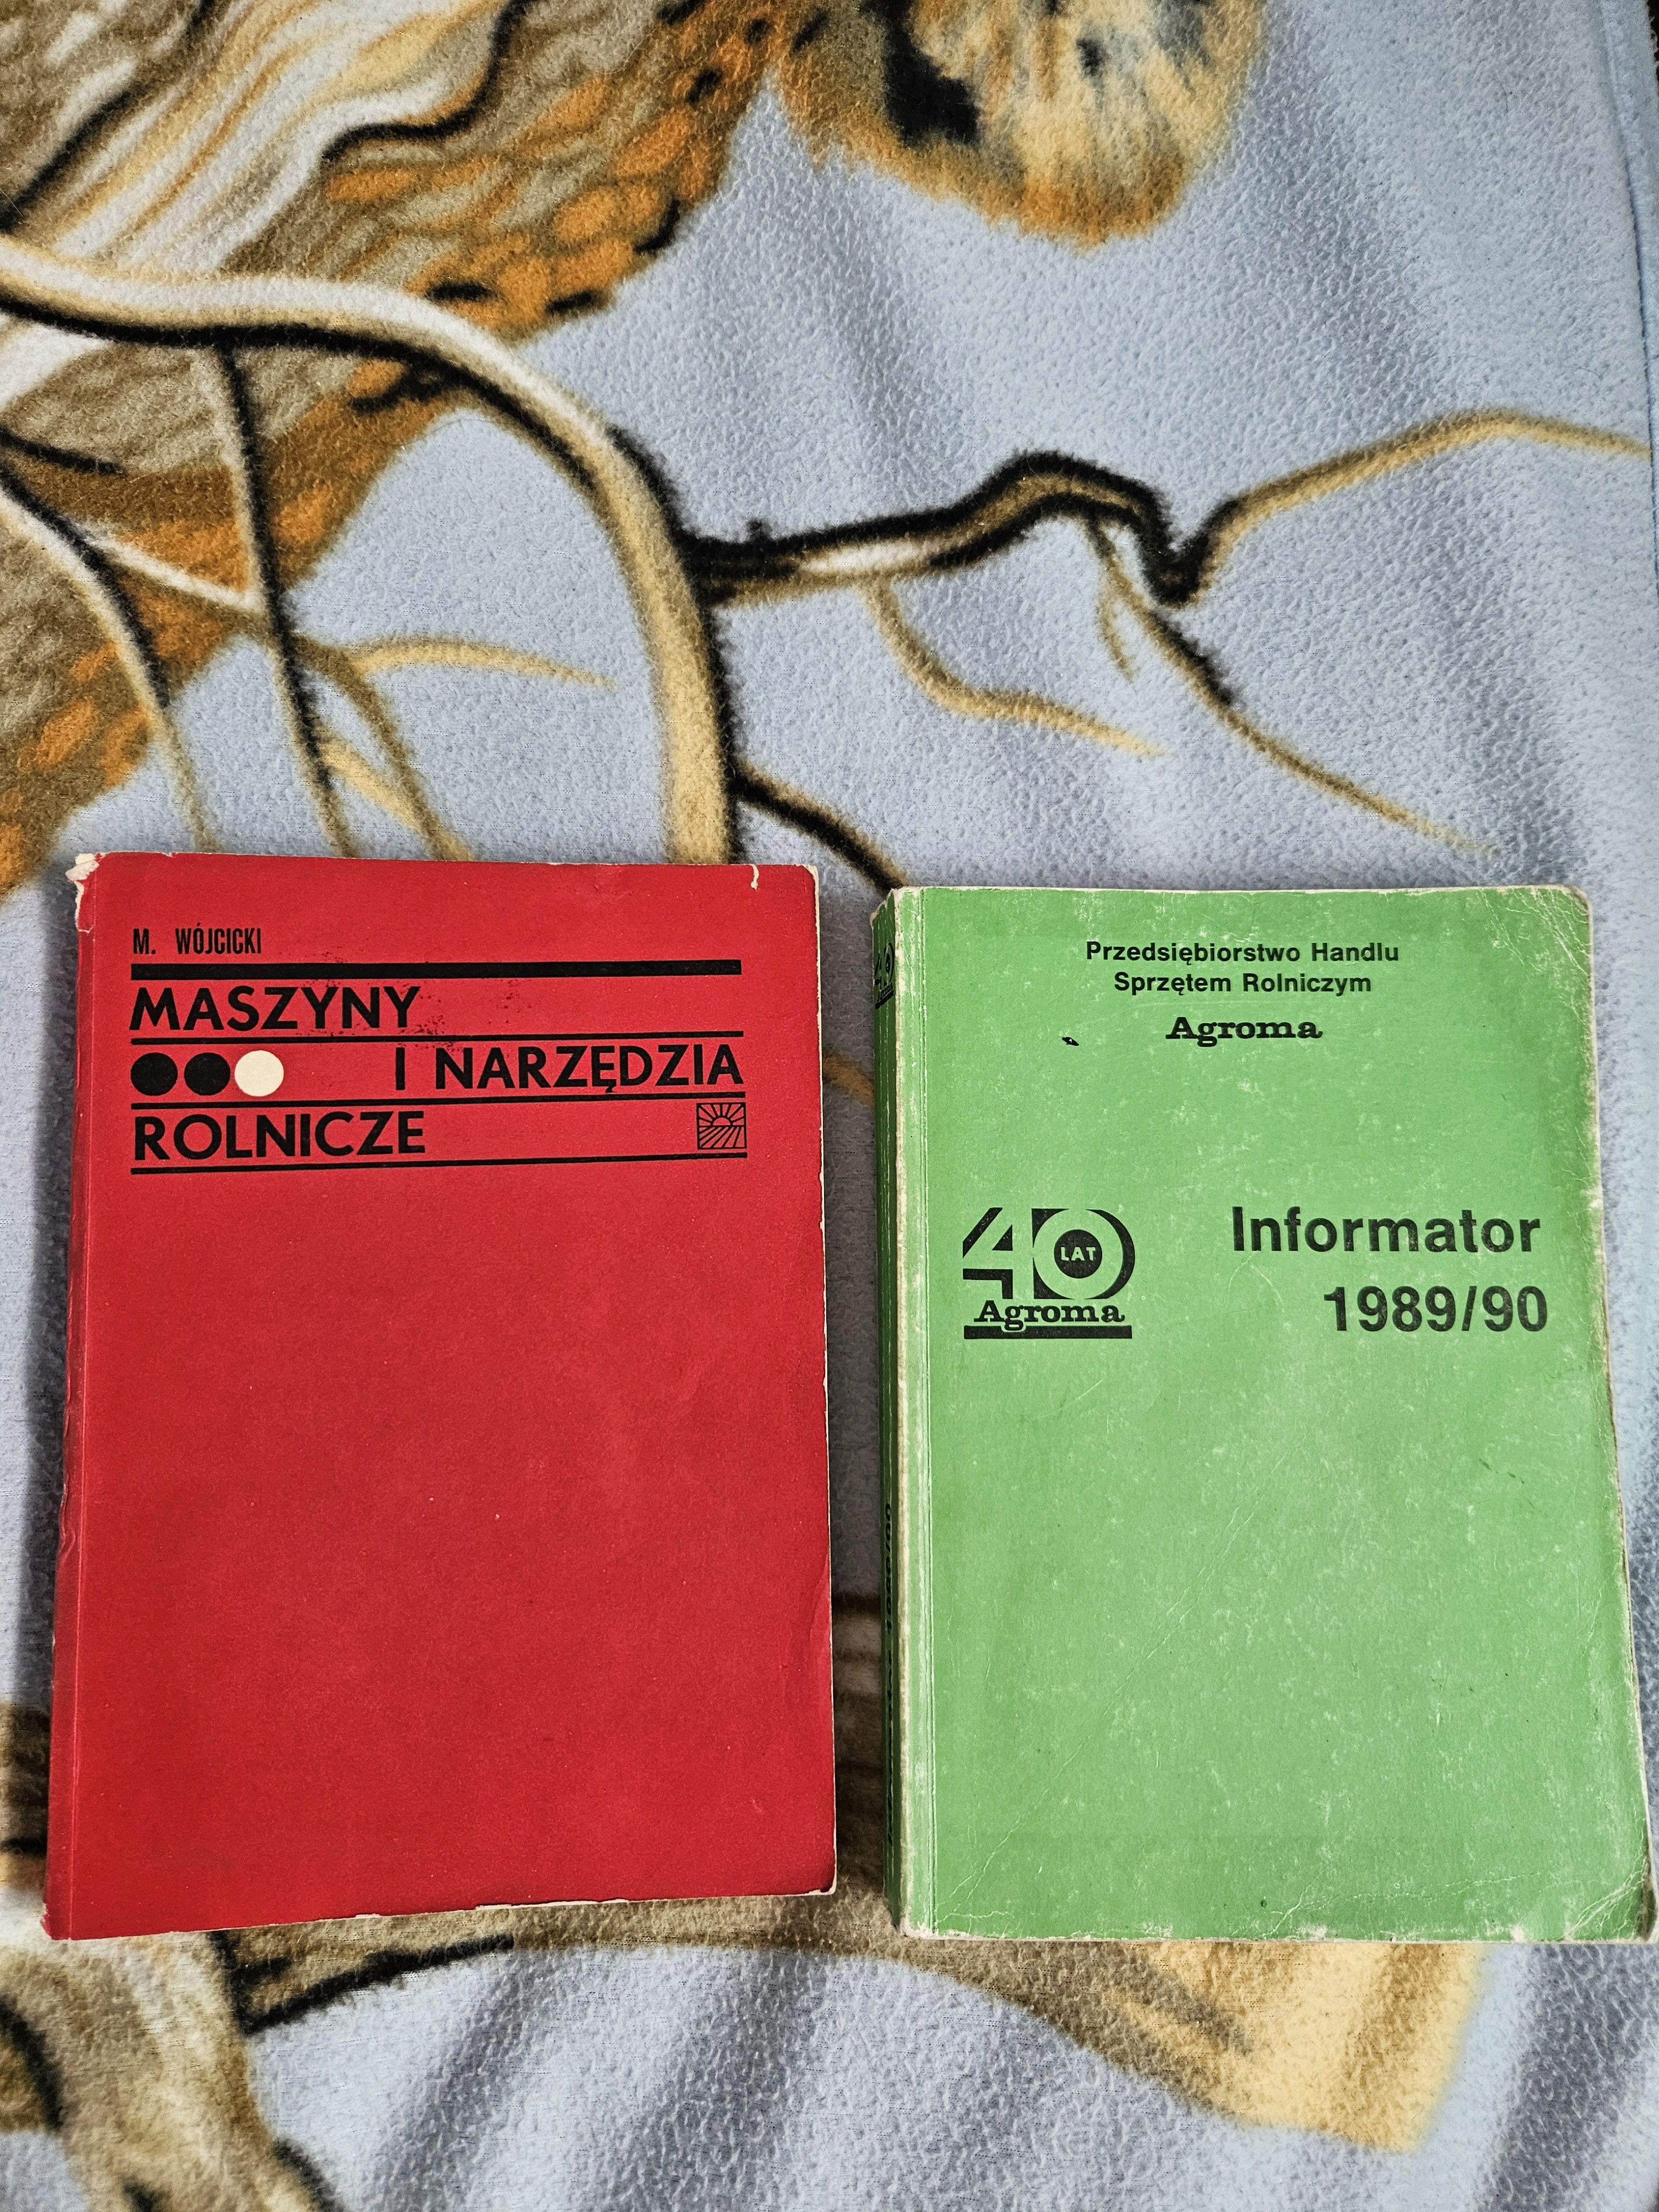 M. WÓJCICKI
MASZYNY
I NARZĘDZIA
ROLNICZE
Przedsiębiorstwo Handlu
Sprzętem Rolniczym
Agroma
40
LAT
Agroma
Informator
1989/90